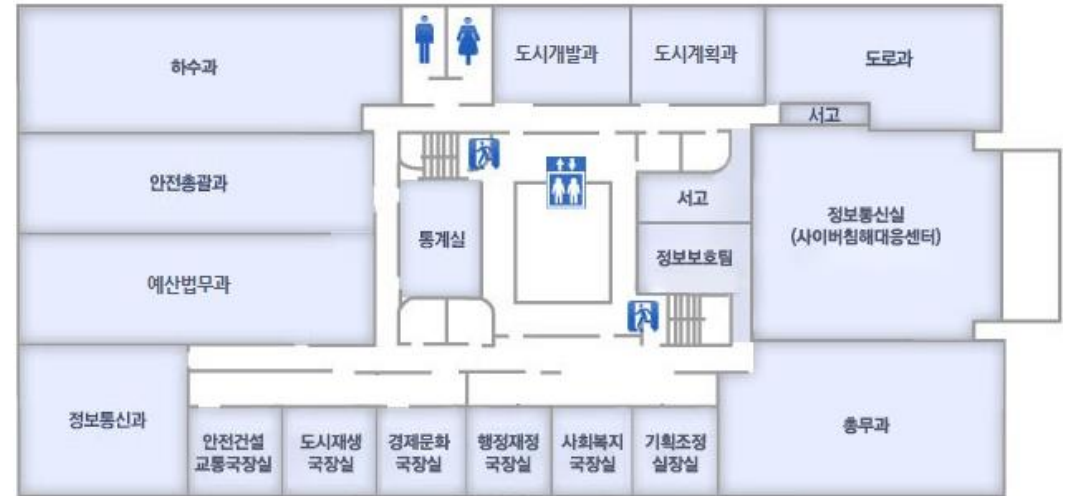 하수과
도시개발과
도시계획과
도로과
서고
안전총괄과
서고
정보통신실
(사이버침해대응센터)
통계실
정보보호팀
예산법무과
정보통신과
안전건설
교통국장실
도시재생
국장실
경제문화
국장실
행정재정
국장실
사회복지
국장실
기획조정
실장실
총무과